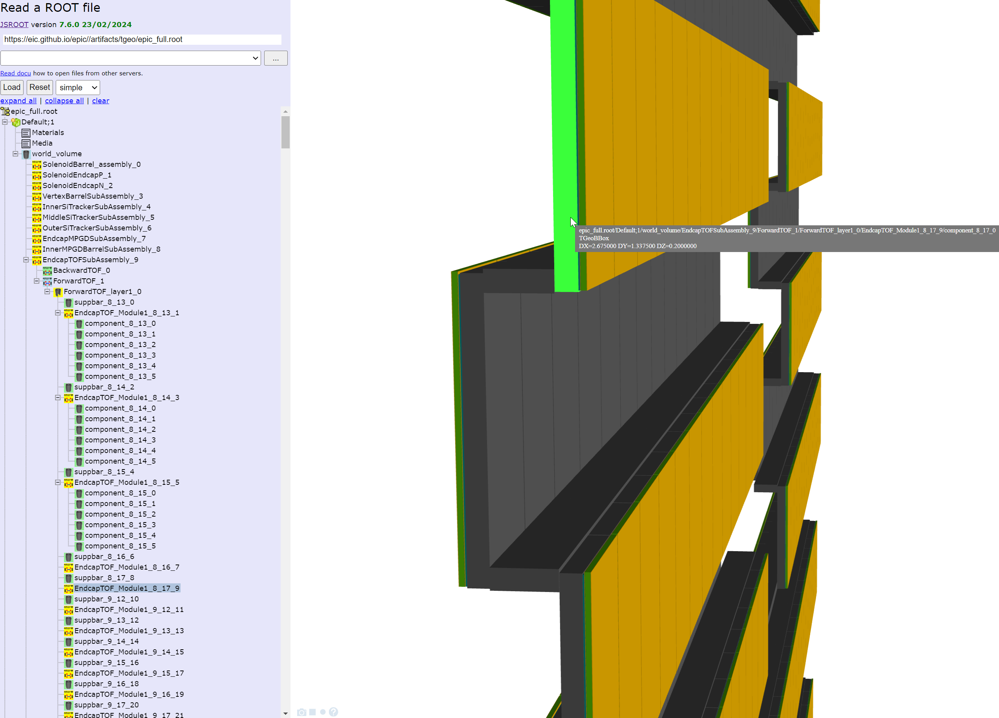 Read a ROOT file
JSROOT version 7.6.0 23/02/2024
https://eic.github.io/epic//artifacts/tgeo/epic_full.root
...
Read docu how to open files from other servers.
Load Reset simple
expand all | collapse all | clear
epic_full.root
Default;1
Materials
Media
world_volume
SolenoidBarrel_assembly_0
SolenoidEndcapP_1
SolenoidEndcapN_2
VertexBarrelSubAssembly_3
InnerSiTrackerSubAssembly_4
MiddleSiTrackerSubAssembly_5
OuterSiTrackerSubAssembly_6
EndcapMPGDSubAssembly_7
InnerMPGDBarrelSubAssembly_8
EndcapTOFSubAssembly_9
BackwardTOF_0
ForwardTOF_1
ForwardTOF_layer1_0
suppbar_8_13_0
EndcapTOF_Module1_8_13_1
component_8_13_0
component_8_13_1
component_8_13_2
component_8_13_3
component_8_13_4
component_8_13_5
suppbar_8_14_2
EndcapTOF_Module1_8_14_3
component_8_14_0
component_8_14_1
component_8_14_2
component_8_14_3
component_8_14_4
component_8_14_5
suppbar_8_15_4
EndcapTOF_Module1_8_15_5
component_8_15_0
component_8_15_1
component_8_15_2
component_8_15_3
component_8_15_4
component_8_15_5
suppbar_8_16_6
EndcapTOF_Module1_8_16_7
suppbar_8_17_8
EndcapTOF_Module1_8_17_9
suppbar_9_12_10
EndcapTOF_Module1_9_12_11
suppbar_9_13_12
EndcapTOF_Module1_9_13_13
suppbar_9_14_14
EndcapTOF_Module1_9_14_15
suppbar_9_15_16
EndcapTOF_Module1_9_15_17
suppbar_9_16_18
EndcapTOF_Module1_9_16_19
suppbar_9_17_20
EndcapTOF_Module1_9_17_21
epic_full.root/Default;1/world_volume/EndcapTOFSubAssembly_9/ForwardTOF_1/ForwardTOF_layer1_0/EndcapTOF_Module1_8_17_9/component_8_17_0
TGeoBBox
DX=2.675000 DY=1.337500 DZ=0.2000000
?